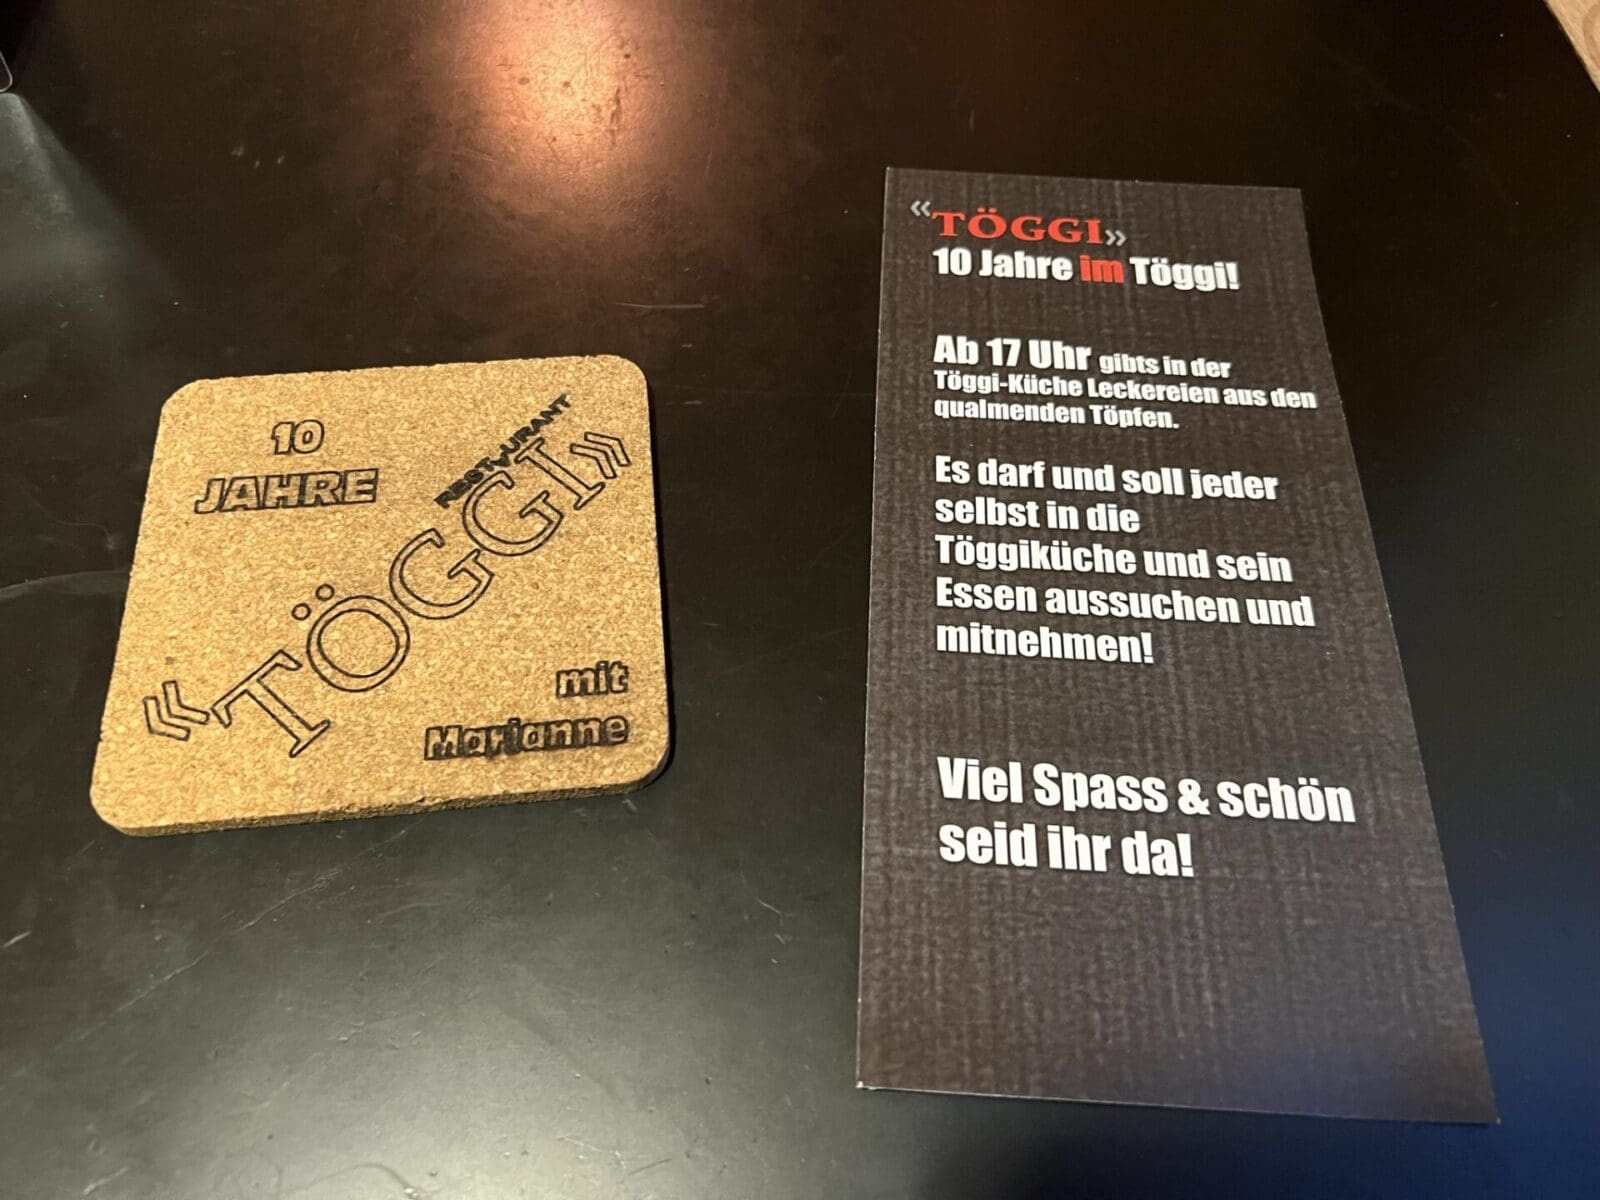 10
JAHRE
RESTAURANT
«TÖGGI»
mit
Marianne
«TÖGGI»
10 Jahre im Töggi!
Ab 17 Uhr gibts in der
Töggi-Küche Leckereien aus den
qualmenden Töpfen.
Es darf und soll jeder
selbst in die
Töggiküche und sein
Essen aussuchen und
mitnehmen!
Viel Spass & schön
seid ihr da!